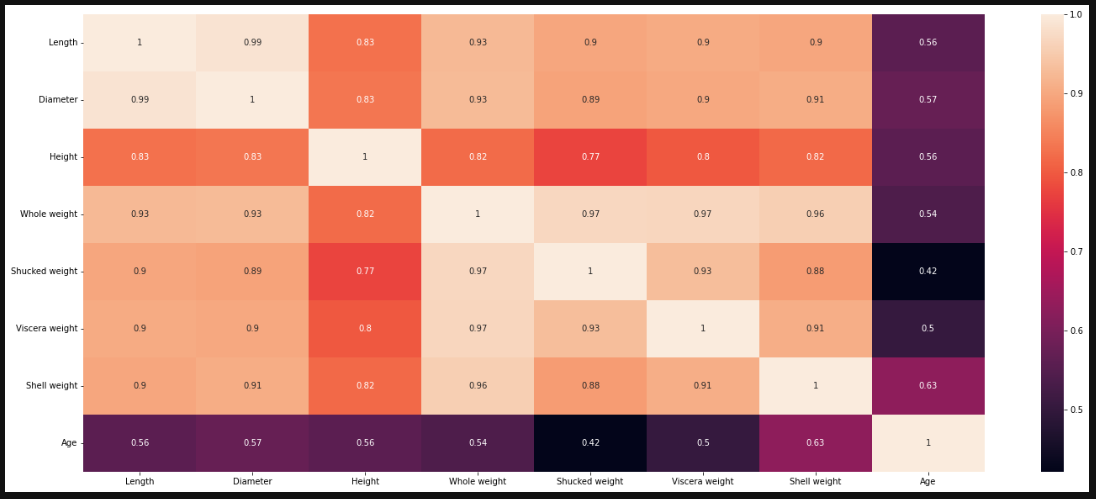 Length 1 0.99 0.83 0.93 0.9 0.9 0.9 0.56
Diameter 0.99 1 0.83 0.93 0.89 0.9 0.91 0.57
Height 0.83 0.83 1 0.82 0.77 0.8 0.82 0.56
Whole weight 0.93 0.93 0.82 1 0.97 0.97 0.96 0.54
Shucked weight 0.9 0.89 0.77 0.97 1 0.93 0.88 0.42
Viscera weight 0.9 0.9 0.8 0.97 0.93 1 0.91 0.5
Shell weight 0.9 0.91 0.82 0.96 0.88 0.91 1 0.63
Age 0.56 0.57 0.56 0.54 0.42 0.5 0.63 1
Length Diameter Height Whole weight Shucked weight Viscera weight Shell weight Age
1.0
0.9
0.8
0.7
0.6
0.5